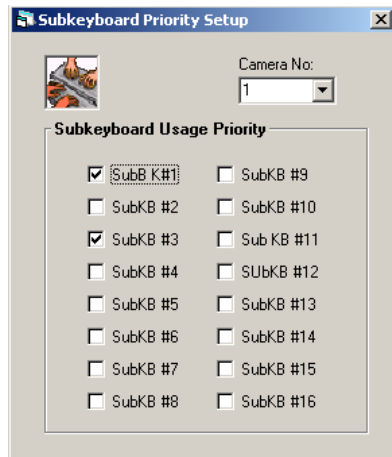 Subkeyboard Priority Setup
Camera No:
1
Subkeyboard Usage Priority
SubB K#1
SubKB #2
SubKB #3
SubKB #4
SubKB #5
SubKB #6
SubKB #7
SubKB #8
SubKB #9
SubKB #10
Sub KB #11
SUbKB #12
SubKB #13
SubKB #14
SubKB #15
SubKB #16